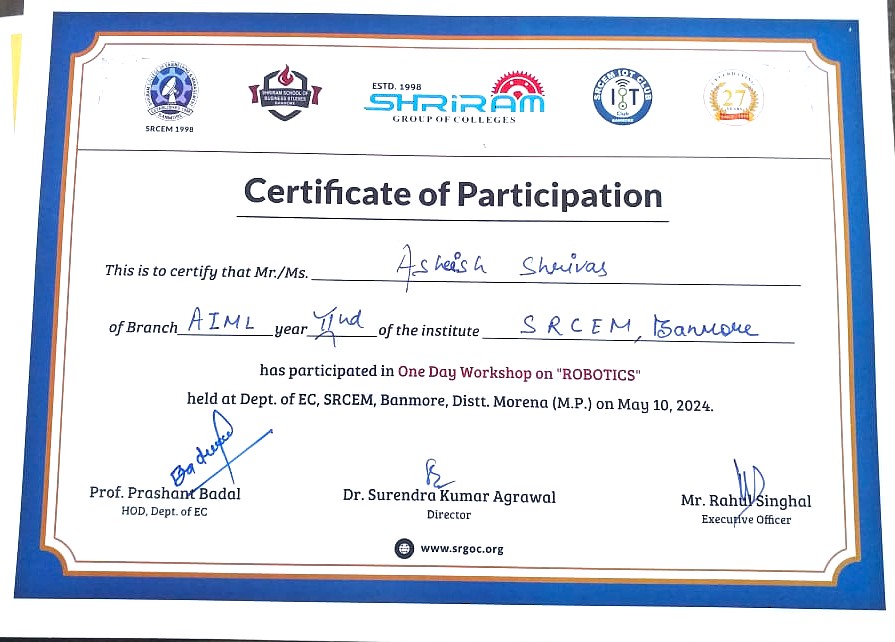 SRCEM 1998
SHRIRAM SCHOOL OF
BUSINESS STUDIES
BANMORE
ESTD. 1998
SHRIRAM
GROUP OF COLLEGES
SRCEM IOT CLUB
IOT
Club
27
Certificate of Participation
This is to certify that Mr./Ms. Asheish Shrivas
of Branch AIML year IInd of the institute SRCEM, Banmore
has participated in One Day Workshop on "ROBOTICS"
held at Dept. of EC, SRCEM, Banmore, Distt. Morena (M.P.) on May 10, 2024.
Prof. Prashant Badal
HOD, Dept. of EC
Dr. Surendra Kumar Agrawal
Director
Mr. Rahul Singhal
Executive Officer
www.srgoc.org